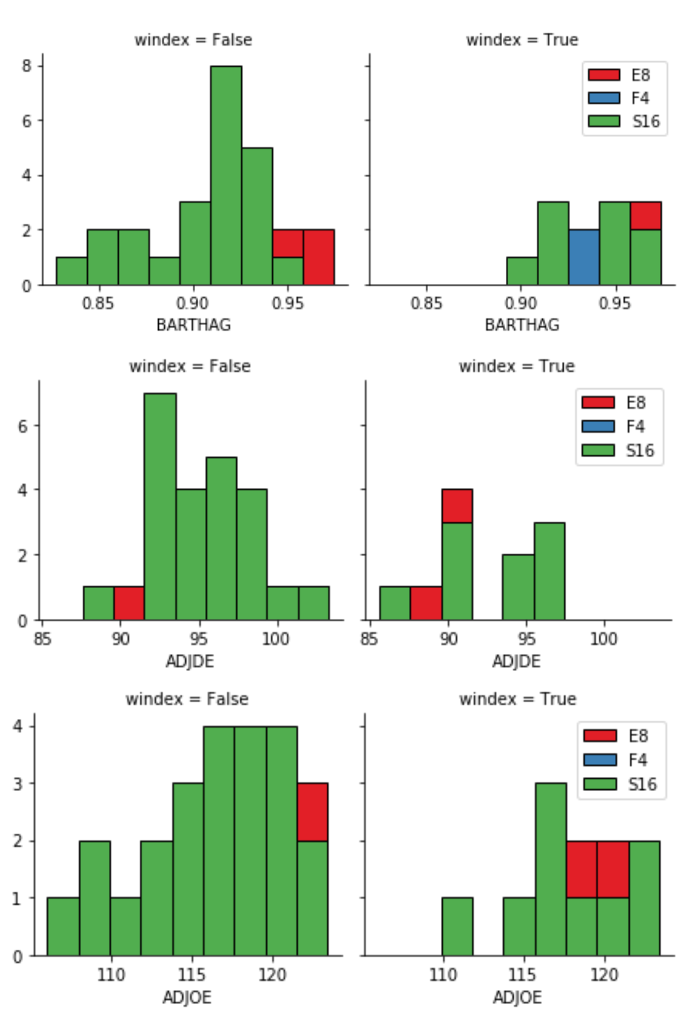 windex = False
windex = True
E8
F4
S16
8
6
4
2
0
0.85
0.90
0.95
0.85
0.90
0.95
BARTHAG
BARTHAG
windex = False
windex = True
E8
F4
S16
6
4
2
0
85
90
95
100
85
90
95
100
ADJDE
ADJDE
windex = False
windex = True
E8
F4
S16
4
3
2
1
0
110
115
120
110
115
120
ADJOE
ADJOE